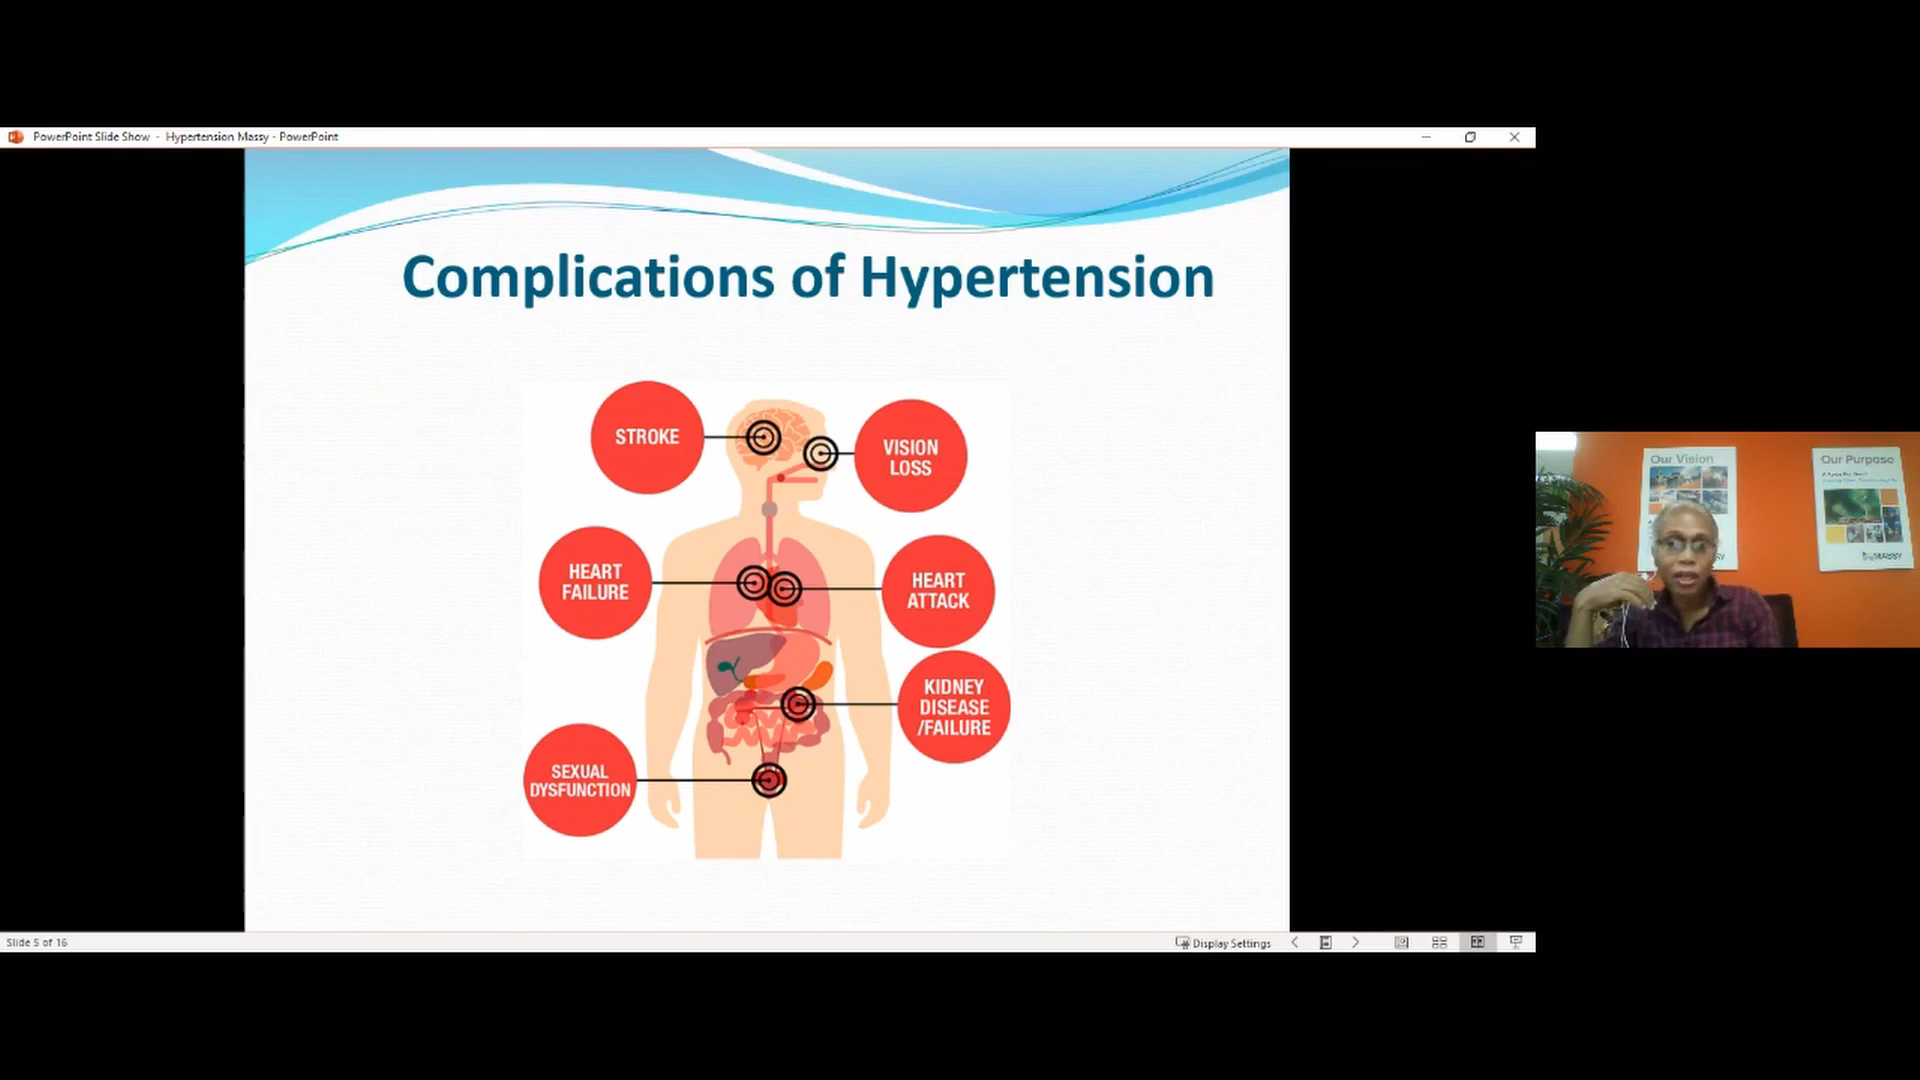 PowerPoint Slide Show - Hypertension Massy - PowerPoint
Complications of Hypertension
STROKE
VISION
LOSS
HEART
FAILURE
HEART
ATTACK
KIDNEY
DISEASE
/FAILURE
SEXUAL
DYSFUNCTION
Our Vision
Our Purpose
MASSY
Slide 5 of 16
Display Settings